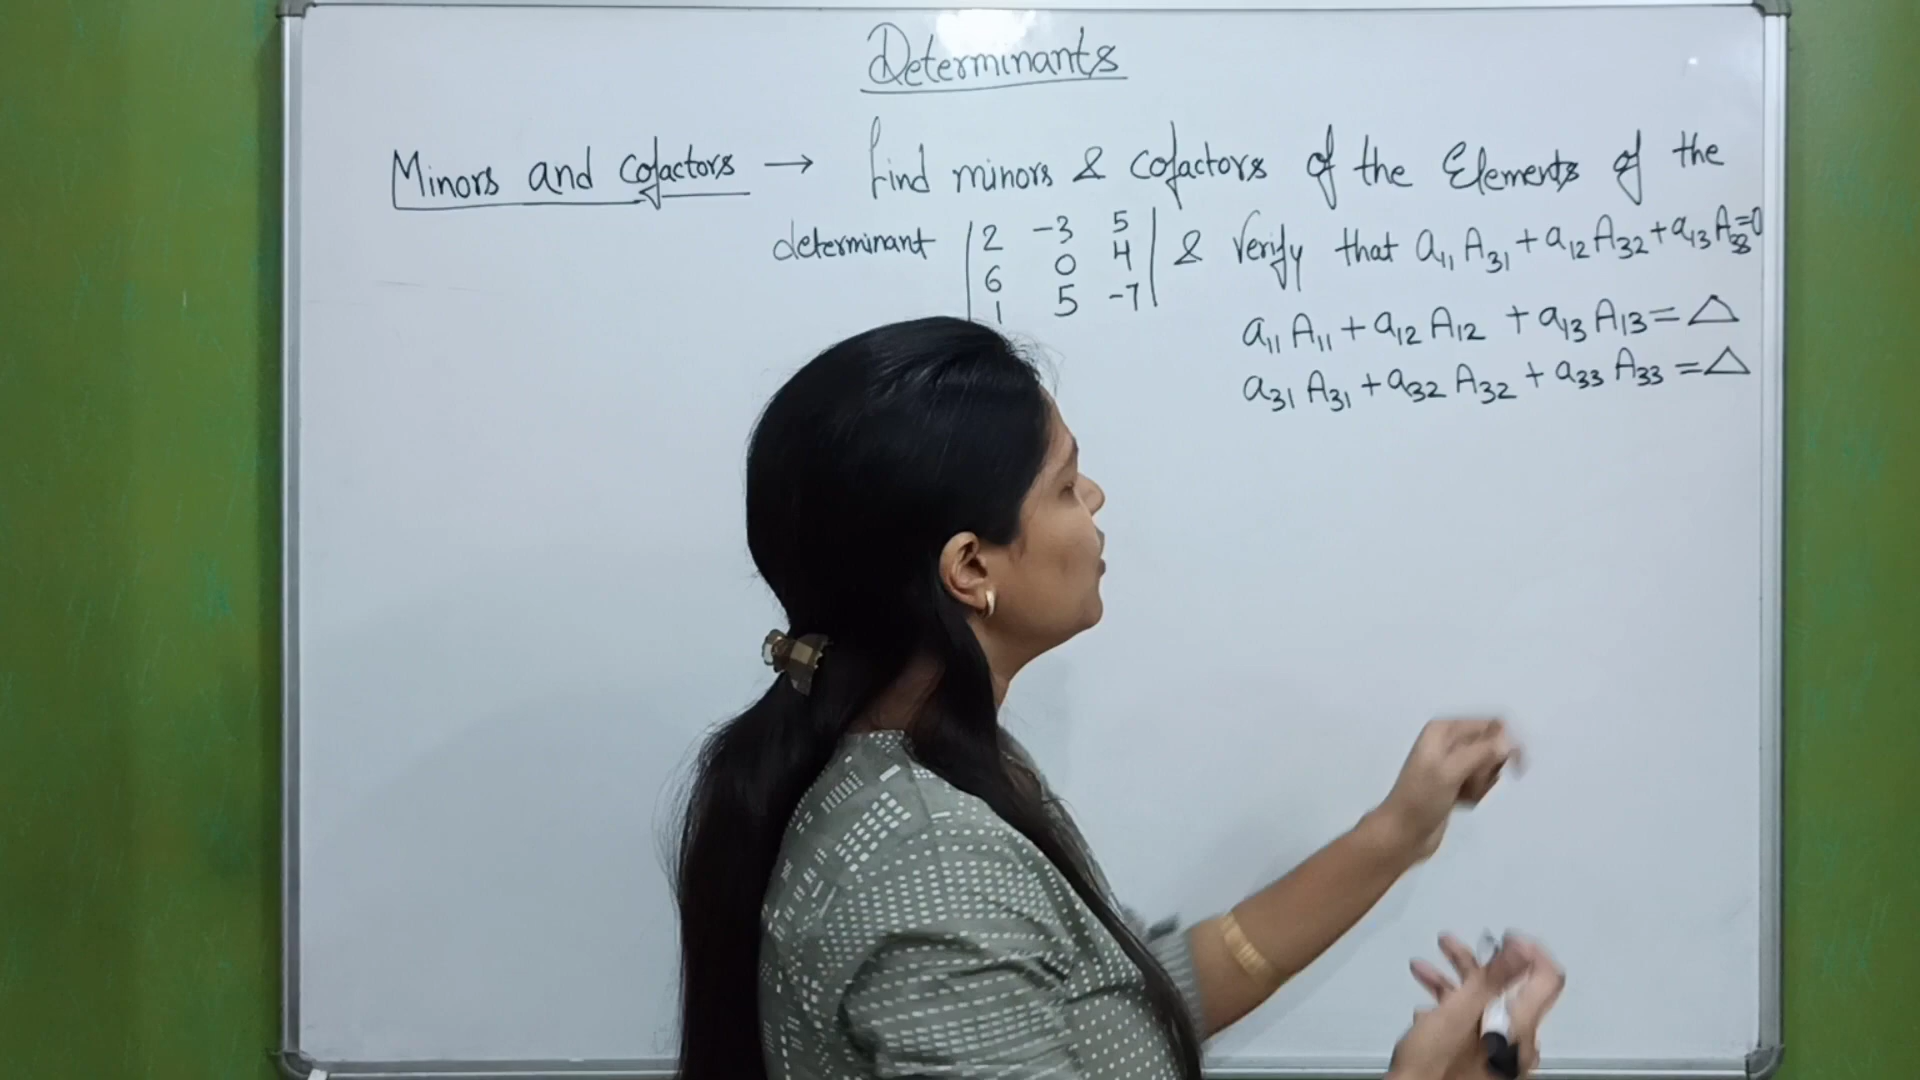 Determinants
Minors and Cofactors → find minors & Cofactors of the Elements of the
determinant | 2 -3 5 | & Verify that a₁₁ A₃₁ + a₁₂ A₃₂ + a₁₃ A₃₃ = 0
6 0 4
1 5 -7
a₁₁ A₁₁ + a₁₂ A₁₂ + a₁₃ A₁₃ = △
a₃₁ A₃₁ + a₃₂ A₃₂ + a₃₃ A₃₃ = △